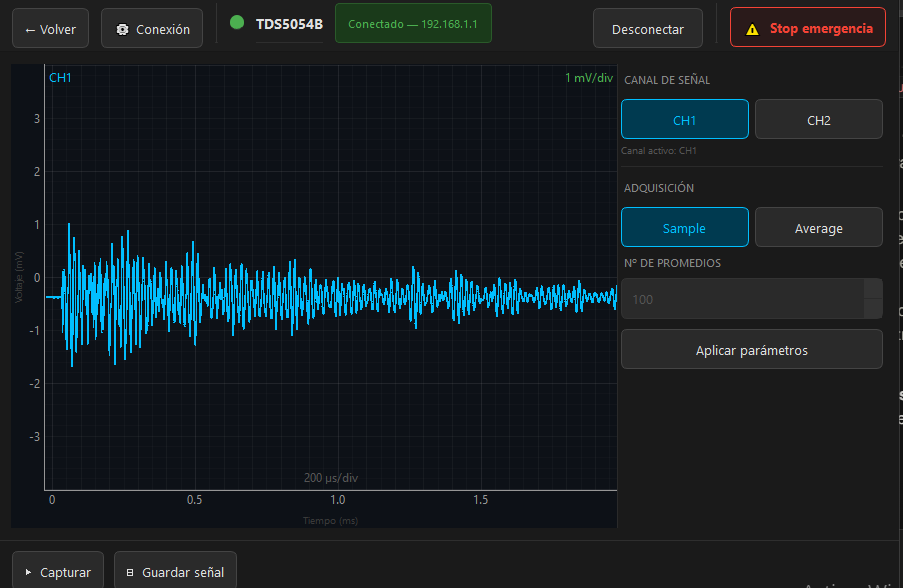 ← Volver
Conexión
TDS5054B
Conectado — 192.168.1.1
Desconectar
Stop emergencia
CH1
1 mV/div
3
2
1
0
-1
-2
-3
Voltaje (mV)
200 µs/div
0
0.5
1.0
1.5
Tiempo (ms)
CANAL DE SEÑAL
CH1
CH2
Canal activo: CH1
ADQUISICIÓN
Sample
Average
Nº DE PROMEDIOS
100
Aplicar parámetros
Capturar
Guardar señal